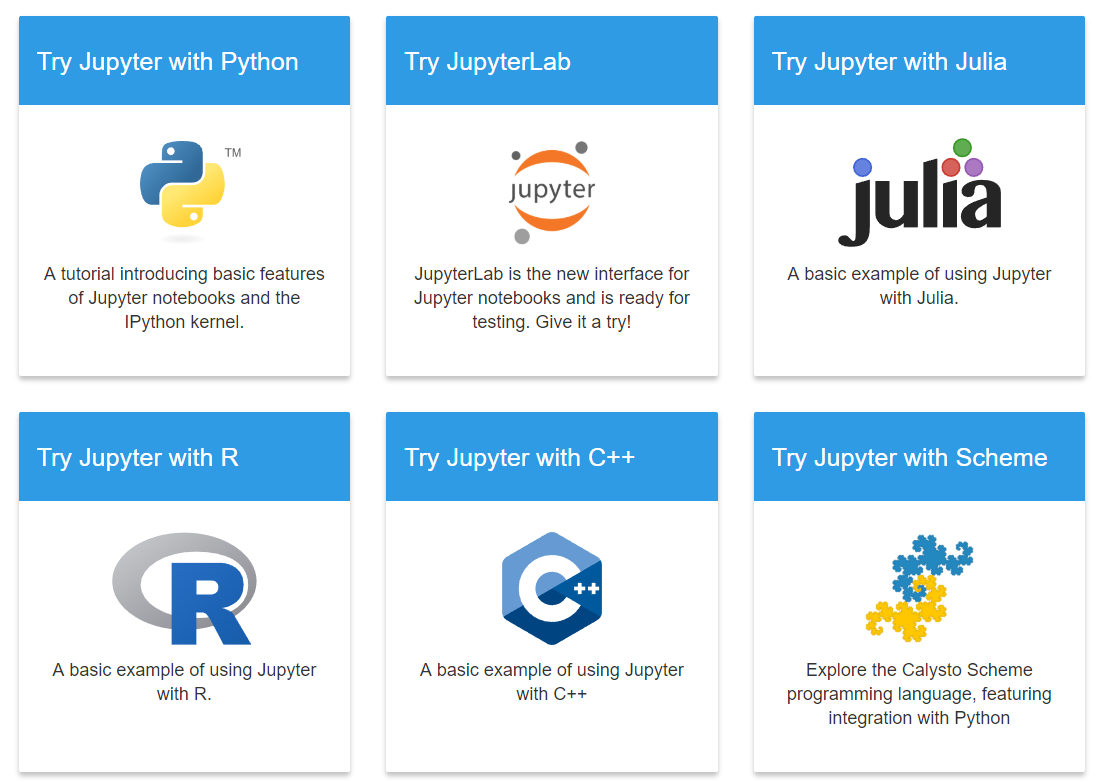 Try Jupyter with Python
TM
A tutorial introducing basic features
of Jupyter notebooks and the
IPython kernel.
Try JupyterLab
jupyter
JupyterLab is the new interface for
Jupyter notebooks and is ready for
testing. Give it a try!
Try Jupyter with Julia
julia
A basic example of using Jupyter
with Julia.
Try Jupyter with R
R
A basic example of using Jupyter
with R.
Try Jupyter with C++
C++
A basic example of using Jupyter
with C++
Try Jupyter with Scheme
Explore the Calysto Scheme
programming language, featuring
integration with Python